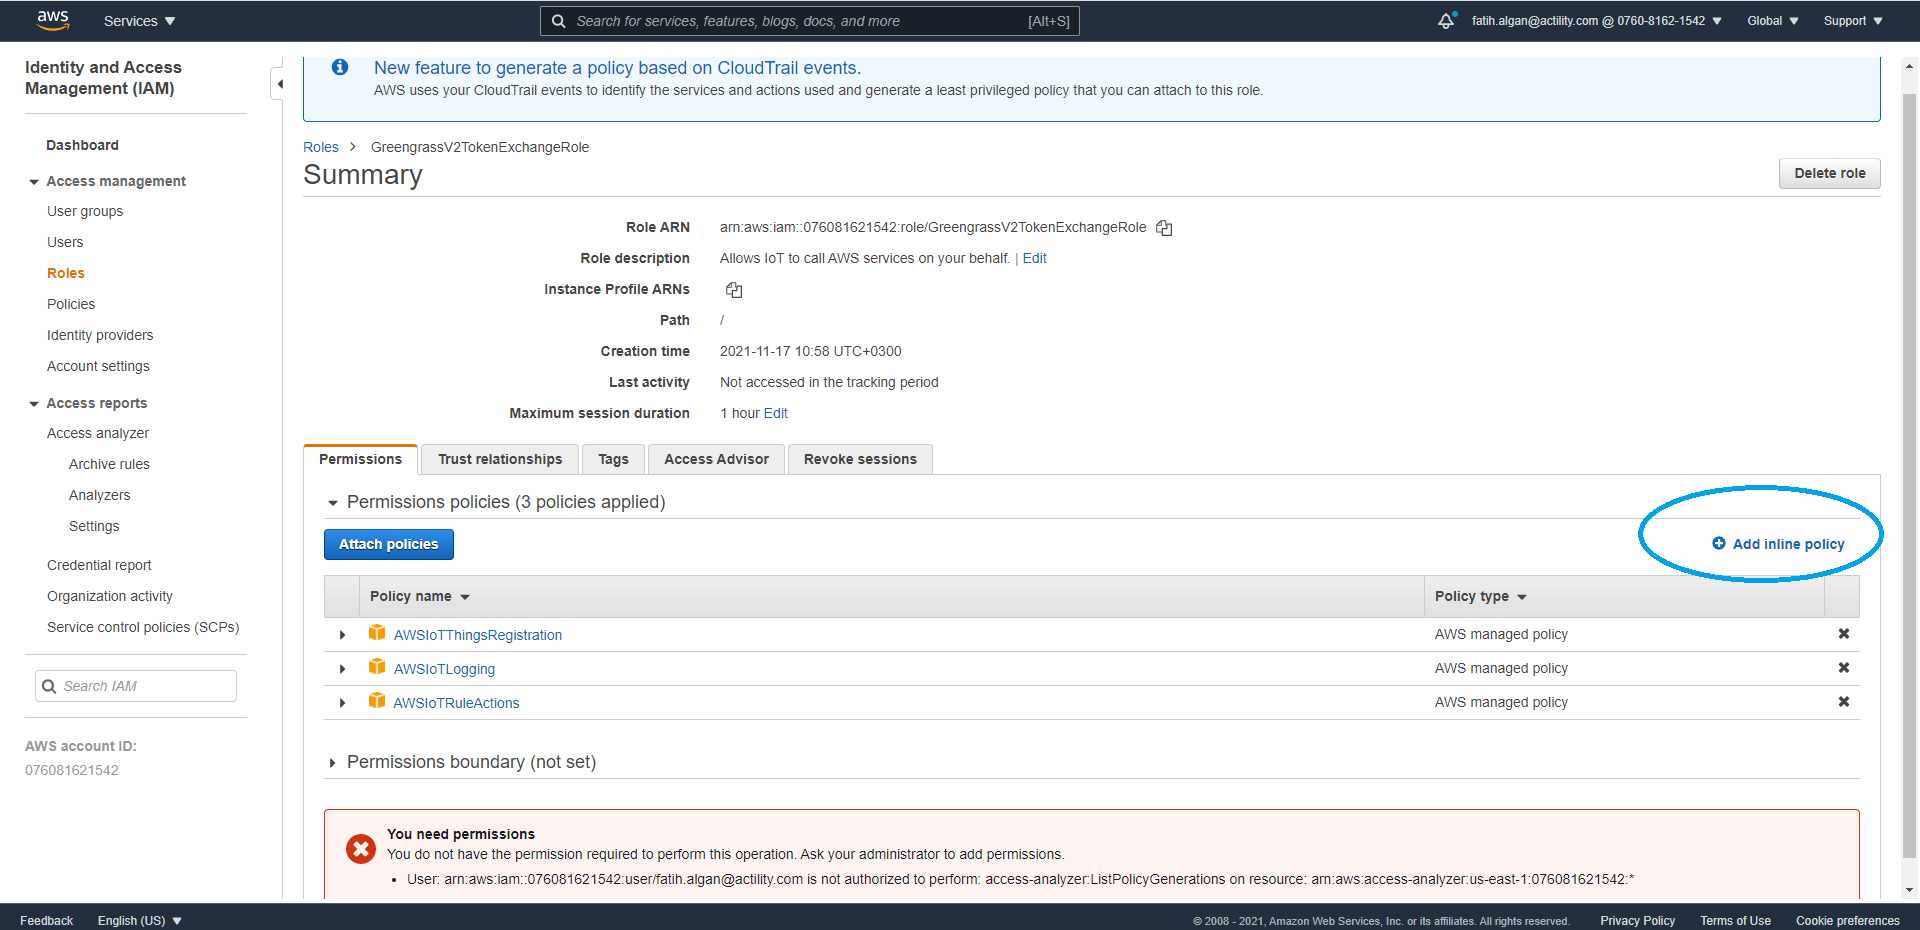 aws
Services
Search for services, features, blogs, docs, and more
[Alt+S]
fatih.algan@actility.com @ 0760-8162-1542
Global
Support
Identity and Access
Management (IAM)
Dashboard
Access management
User groups
Users
Roles
Policies
Identity providers
Account settings
Access reports
Access analyzer
Archive rules
Analyzers
Settings
Credential report
Organization activity
Service control policies (SCPs)
Search IAM
AWS account ID:
076081621542
New feature to generate a policy based on CloudTrail events.
AWS uses your CloudTrail events to identify the services and actions used and generate a least privileged policy that you can attach to this role.
Roles > GreengrassV2TokenExchangeRole
Summary
Delete role
Role ARN arn:aws:iam::076081621542:role/GreengrassV2TokenExchangeRole
Role description Allows IoT to call AWS services on your behalf. | Edit
Instance Profile ARNs
Path /
Creation time 2021-11-17 10:58 UTC+0300
Last activity Not accessed in the tracking period
Maximum session duration 1 hour Edit
Permissions
Trust relationships
Tags
Access Advisor
Revoke sessions
Permissions policies (3 policies applied)
Attach policies
Add inline policy
Policy name
Policy type
AWSIoTThingsRegistration AWS managed policy
AWSIoTLogging AWS managed policy
AWSIoTRuleActions AWS managed policy
Permissions boundary (not set)
You need permissions
You do not have the permission required to perform this operation. Ask your administrator to add permissions.
• User: arn:aws:iam::076081621542:user/fatih.algan@actility.com is not authorized to perform: access-analyzer:ListPolicyGenerations on resource: arn:aws:access-analyzer:us-east-1:076081621542:*
Feedback
English (US)
© 2008 - 2021, Amazon Web Services, Inc. or its affiliates. All rights reserved.
Privacy Policy
Terms of Use
Cookie preferences